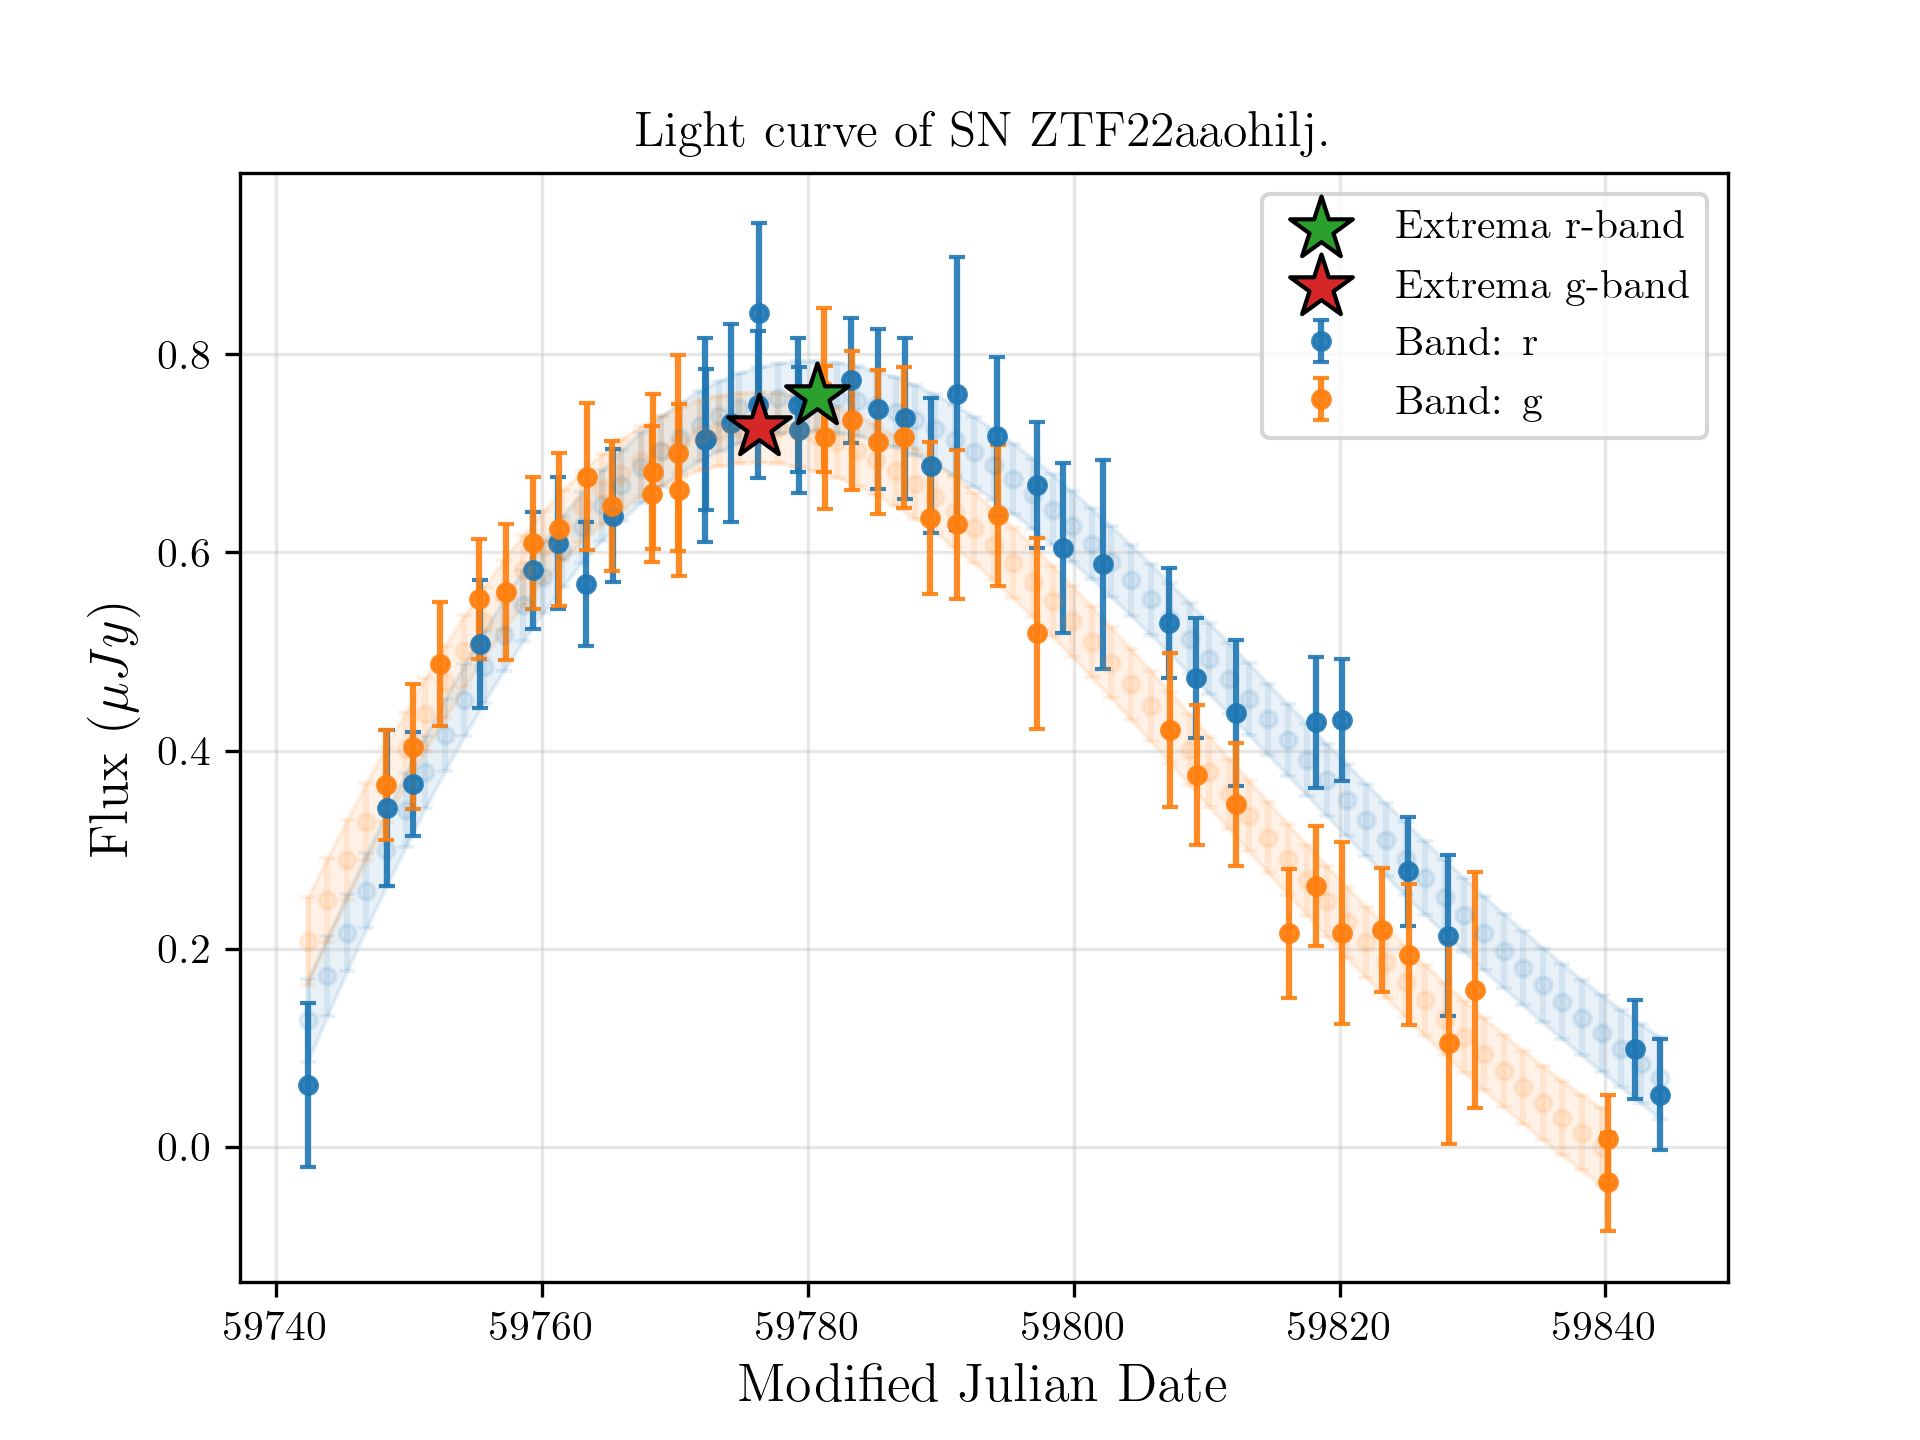 Light curve of SN ZTF22aaohilj.
Extrema r-band
Extrema g-band
Band: r
Band: g
Flux (μJy)
0.8
0.6
0.4
0.2
0.0
59740 59760 59780 59800 59820 59840
Modified Julian Date